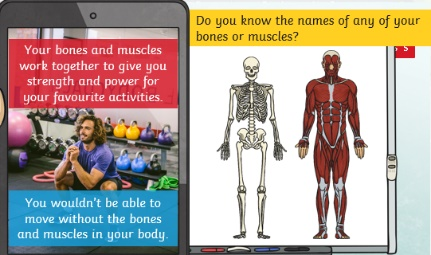 Do you know the names of any of your
bones or muscles?
Your bones and muscles
work together to give you
strength and power for
your favourite activities.
You wouldn't be able to
move without the bones
and muscles in your body.